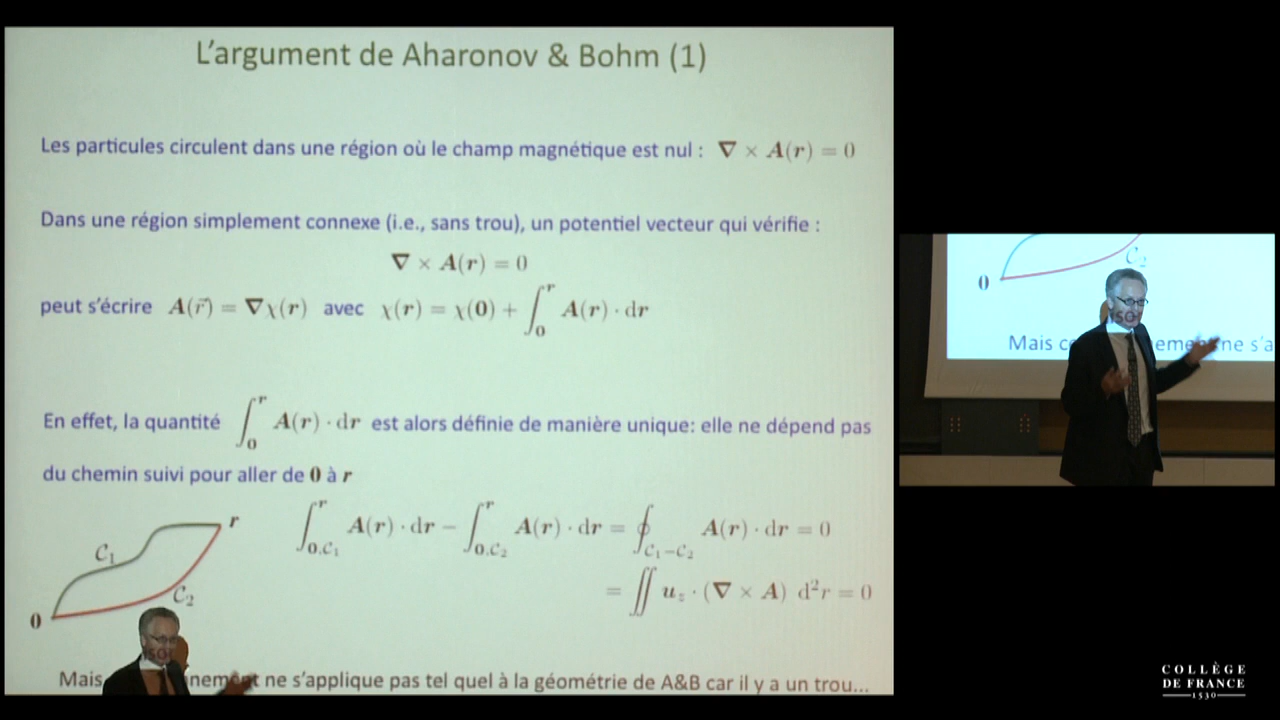 L'argument de Aharonov & Bohm (1)
Les particules circulent dans une région où le champ magnétique est nul : ∇ × A(r) = 0
Dans une région simplement connexe (i.e., sans trou), un potentiel vecteur qui vérifie :
∇ × A(r) = 0
peut s'écrire A(r⃗) = ∇χ(r) avec χ(r) = χ(0) + ∫₀^r A(r) · dr
En effet, la quantité ∫₀^r A(r) · dr est alors définie de manière unique: elle ne dépend pas
du chemin suivi pour aller de 0 à r
∫_{0,C₁}^r A(r) · dr − ∫_{0,C₂}^r A(r) · dr = ∮_{C₁−C₂} A(r) · dr = 0
= ∬ u_z · (∇ × A) d²r = 0
r
C₁
C₂
0
Mais ne s'applique pas tel quel à la géométrie de A&B car il y a un trou...
C₂
0
Mais ne s'a
COLLÈGE
DE FRANCE
1530